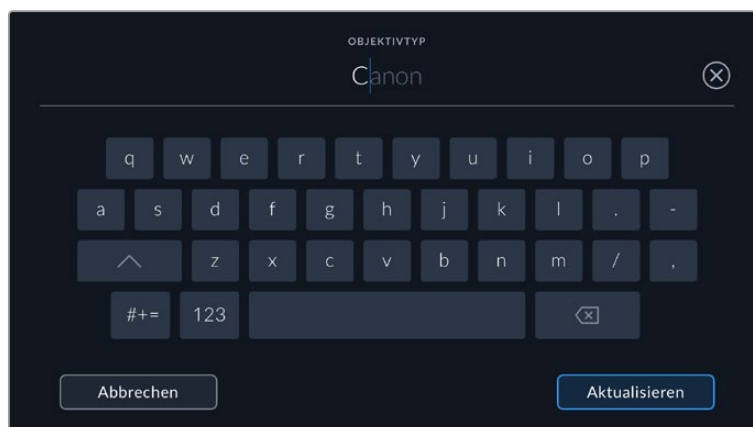 OBJEKTIVTYP
Canon
q w e r t y u i o p
a s d f g h j k l . -
z x c v b n m / ,
#+= 123
Abbrechen Aktualisieren